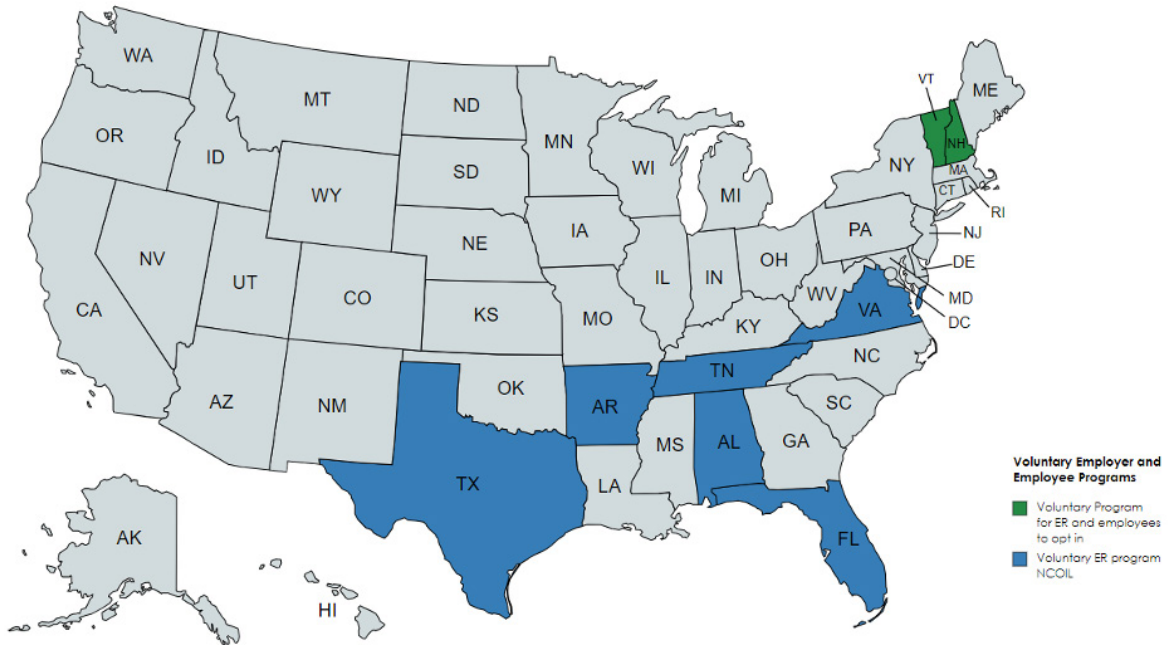 WA
MT
ND
MN
VT
ME
OR
ID
SD
WI
NY
NH
WY
MI
MA
CT
RI
IA
PA
NJ
NE
NV
OH
DE
UT
IL
IN
CA
CO
WV
MD
KS
MO
VA
DC
KY
NC
TN
OK
AZ
NM
AR
SC
MS
AL
GA
TX
LA
FL
AK
HI
Voluntary Employer and
Employee Programs
Voluntary Program
for ER and employees
to opt in
Voluntary ER program
NCOIL